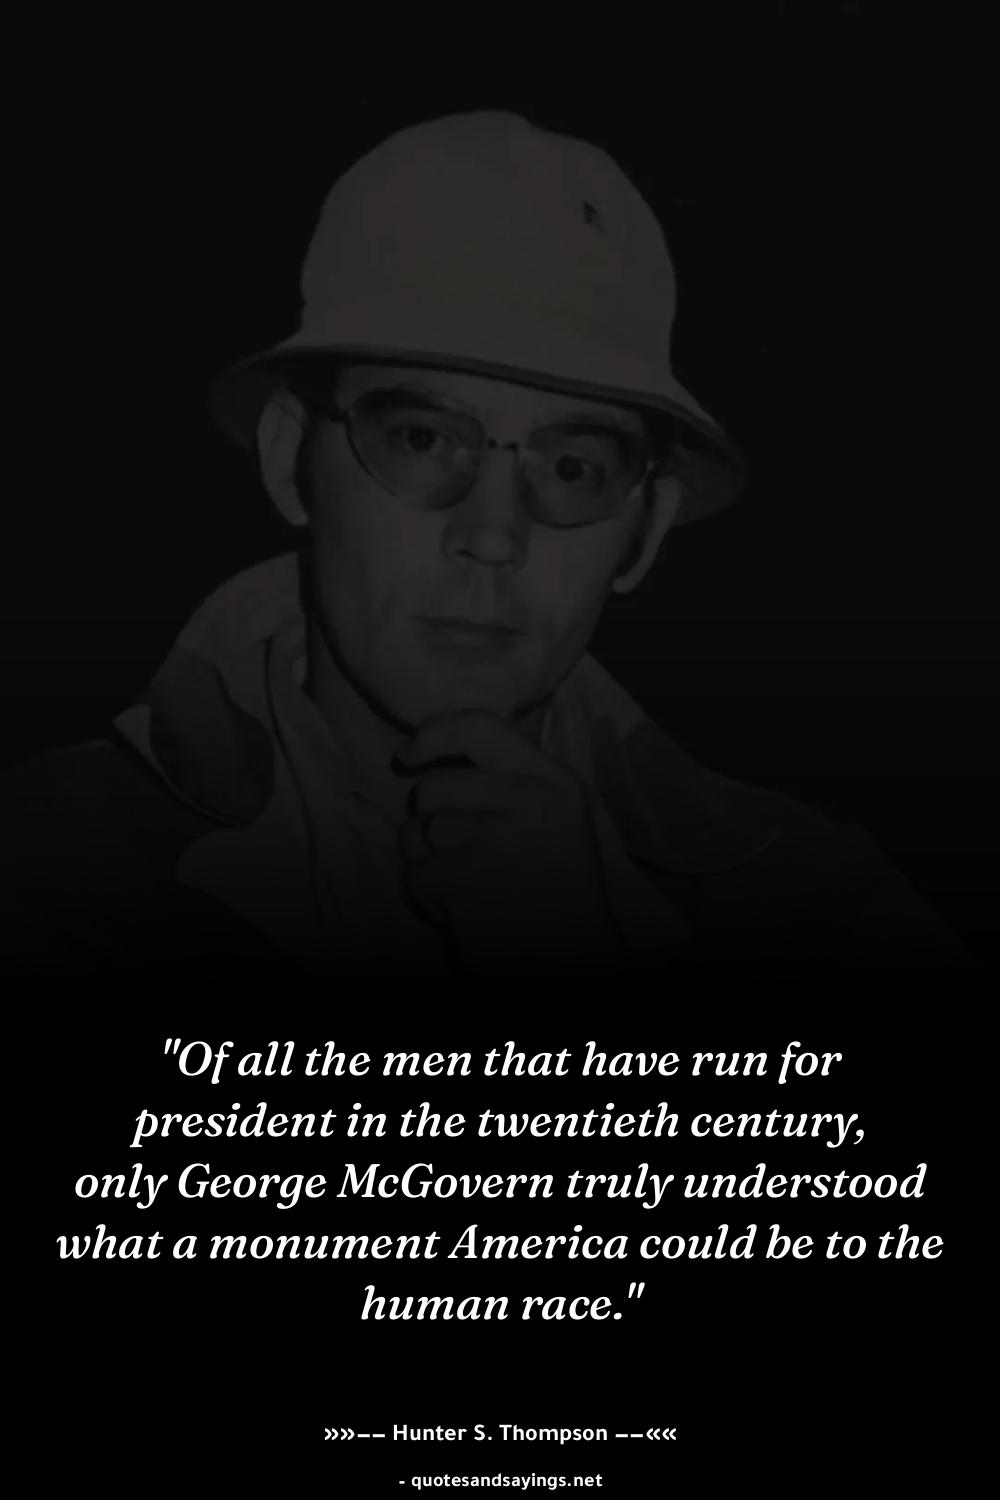 "Of all the men that have run for
president in the twentieth century,
only George McGovern truly understood
what a monument America could be to the
human race."
»»–– Hunter S. Thompson ––««
- quotesandsayings.net